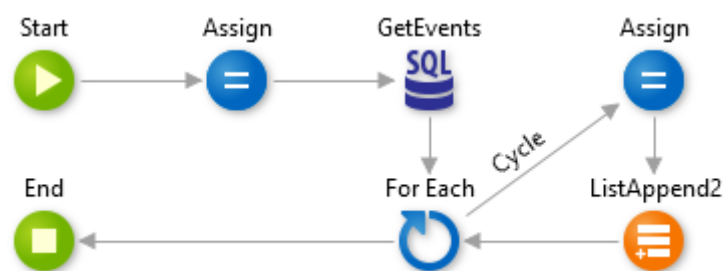 Start
Assign
GetEvents
Assign
SQL
Cycle
End
For Each
ListAppend2